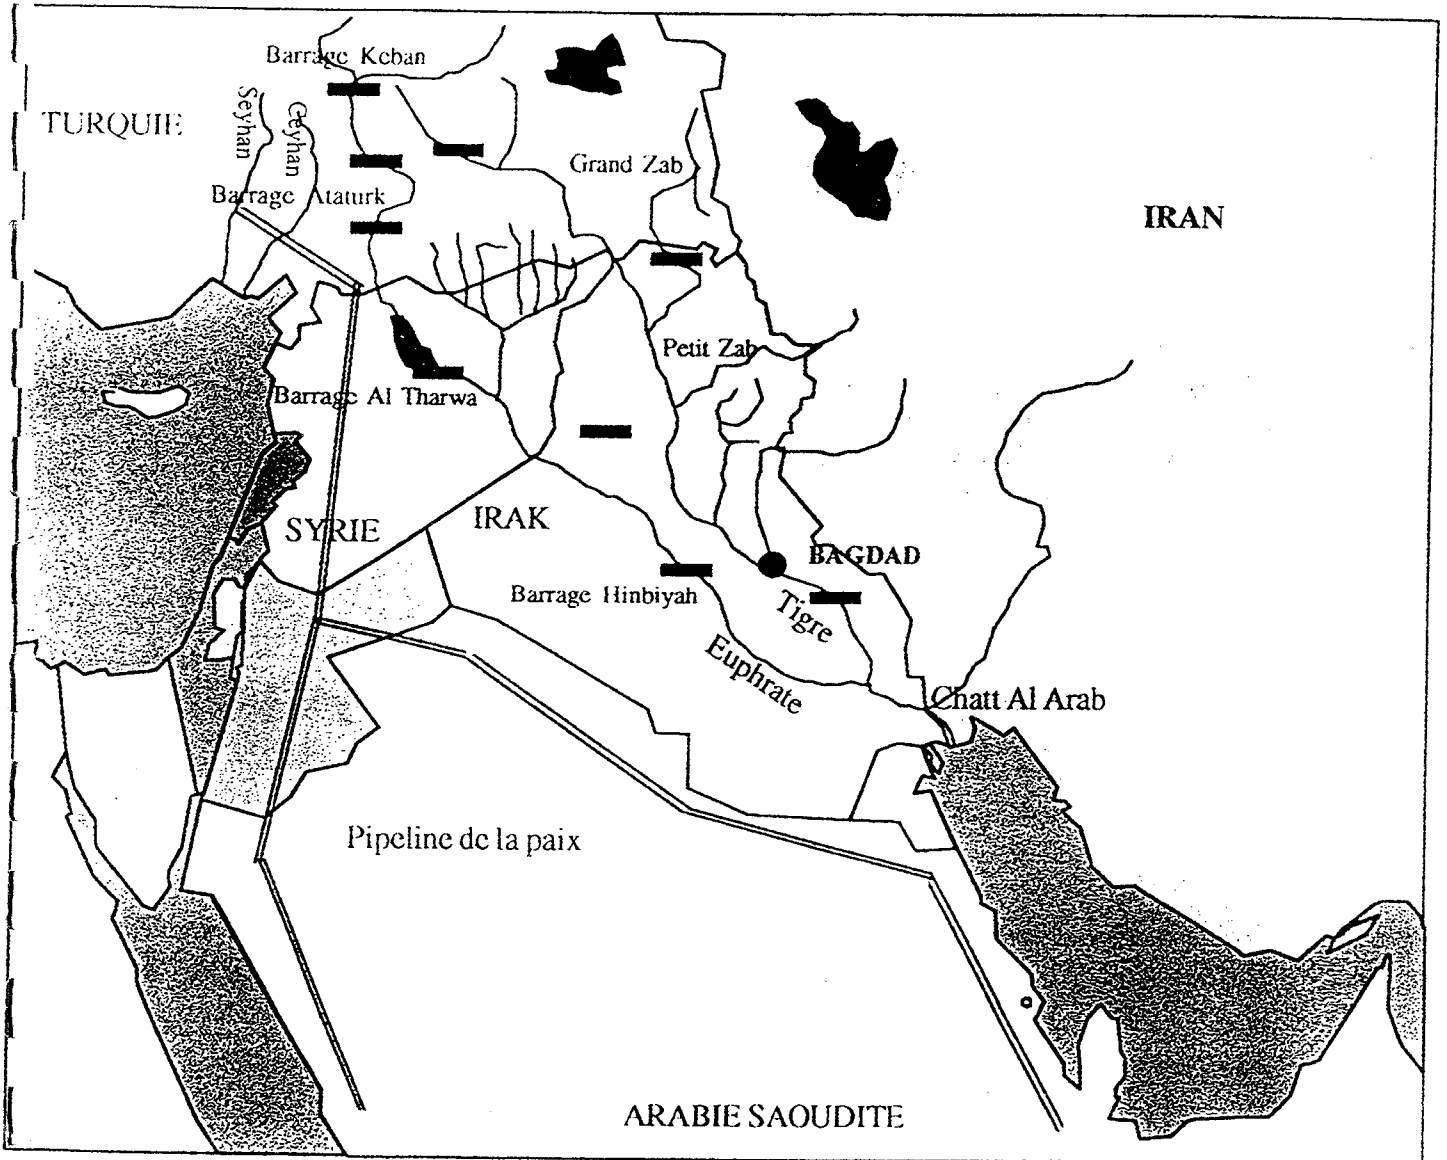 Barrage Keban
TURQUIE
Seyhan
Ceyhan
Grand Zab
Barrage Ataturk
IRAN
Petit Zab
Barrage Al Tharwa
SYRIE
IRAK
BAGDAD
Barrage Hinbiyah
Tigre
Euphrate
Chatt Al Arab
Pipeline de la paix
ARABIE SAOUDITE